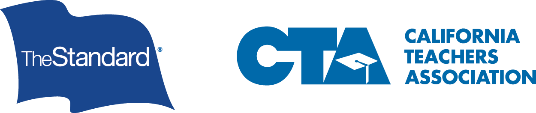 TheStandard®
CTA
CALIFORNIA
TEACHERS
ASSOCIATION